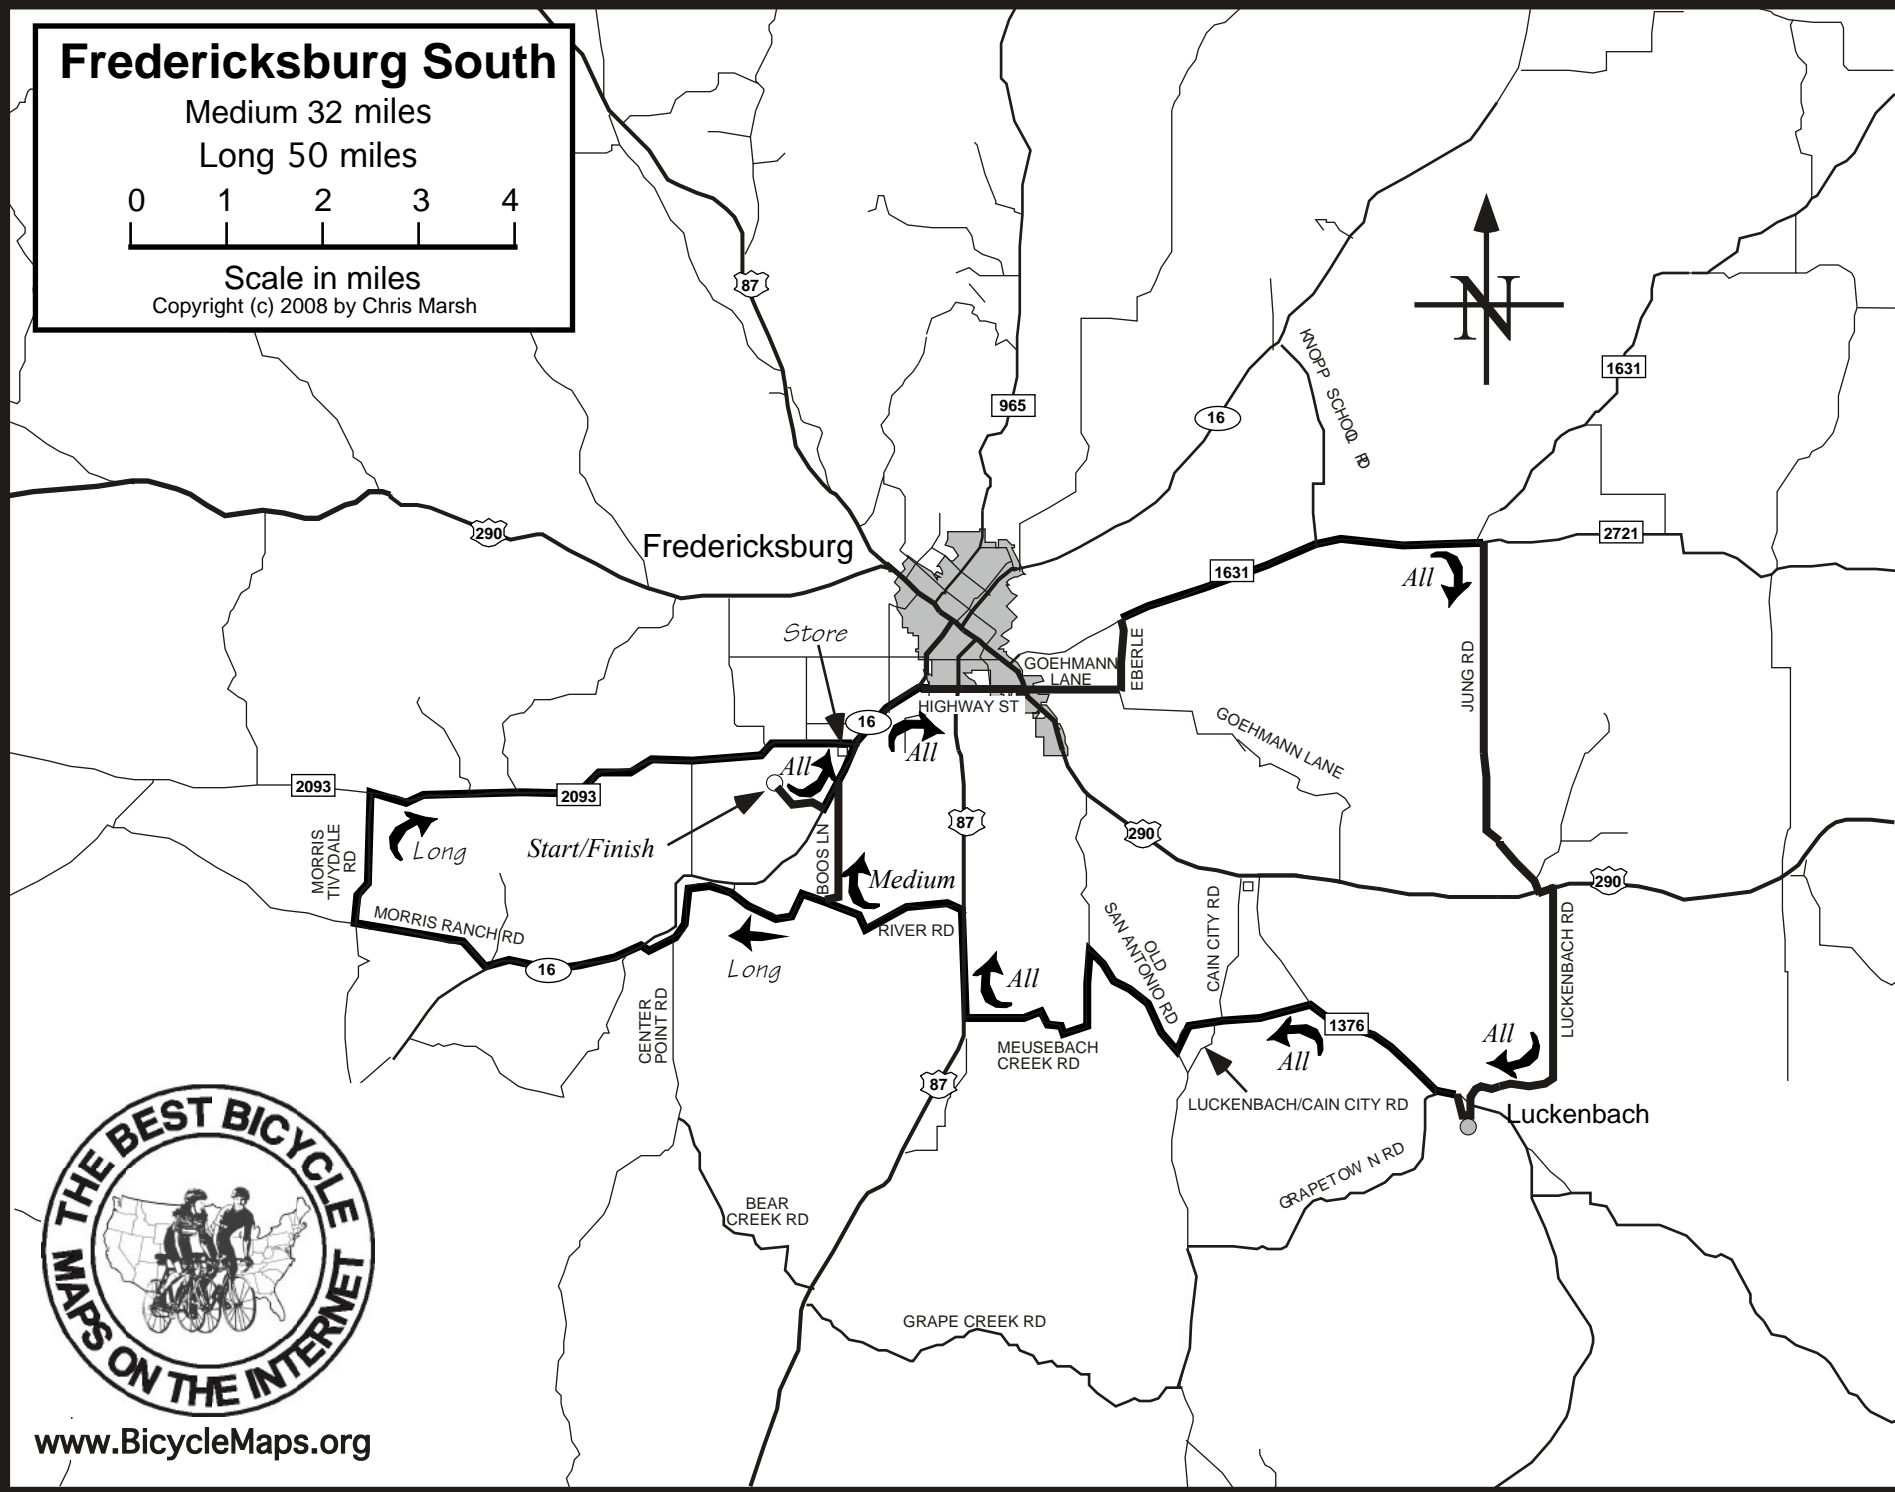 Fredericksburg South
Medium 32 miles
Long 50 miles
0 1 2 3 4
Scale in miles
Copyright (c) 2008 by Chris Marsh
87
N
KNOPP SCHOOL RD
1631
965
16
290
Fredericksburg
2721
1631
All
Store
GOEHMANN
LANE
EBERLE
JUNG RD
HIGHWAY ST
16
All
GOEHMANN LANE
2093
2093
All
87
290
MORRIS
TIVYDALE
RD
Long
Start/Finish
BOOS LN
Medium
290
MORRIS RANCH RD
RIVER RD
OLD
SAN ANTONIO RD
CAIN CITY RD
LUCKENBACH RD
16
Long
All
CENTER
POINT RD
1376
All
All
MEUSEBACH
CREEK RD
87
LUCKENBACH/CAIN CITY RD
Luckenbach
GRAPETOWN RD
BEAR
CREEK RD
GRAPE CREEK RD
THE BEST BICYCLE
MAPS ON THE INTERNET
www.BicycleMaps.org